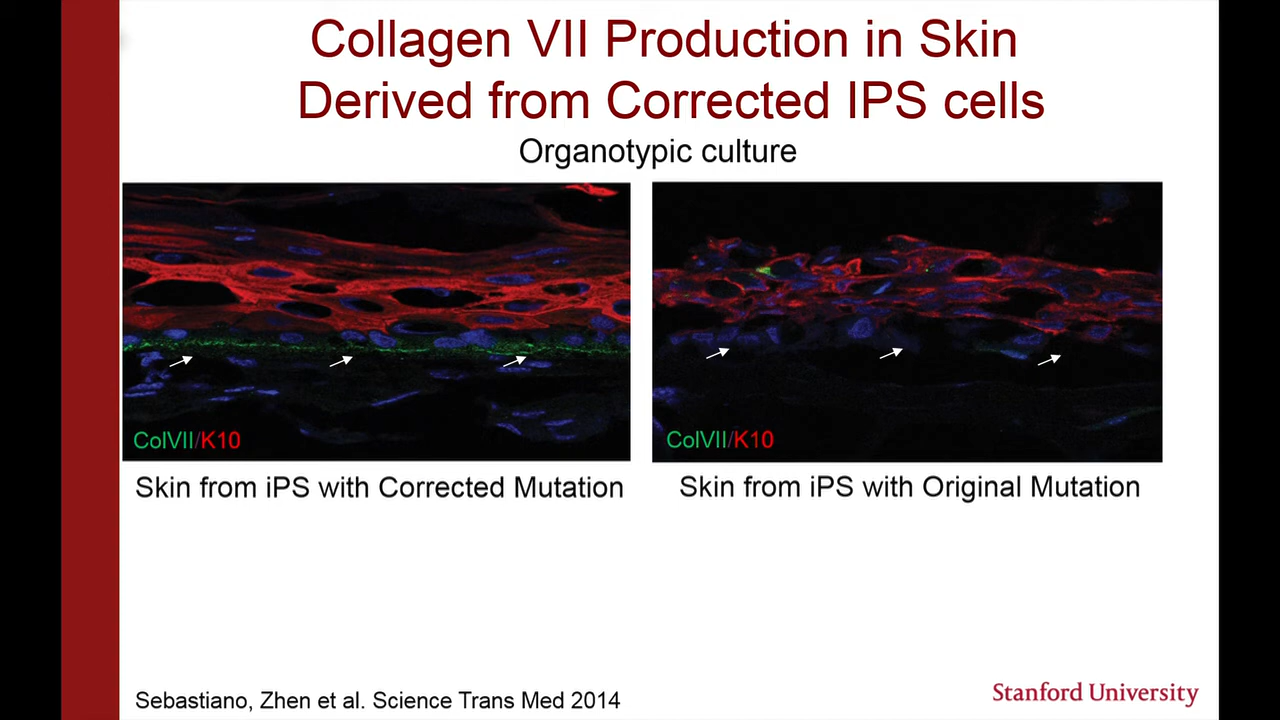 Collagen VII Production in Skin
Derived from Corrected IPS cells
Organotypic culture
ColVII/K10
ColVII/K10
Skin from iPS with Corrected Mutation
Skin from iPS with Original Mutation
Sebastiano, Zhen et al. Science Trans Med 2014
Stanford University